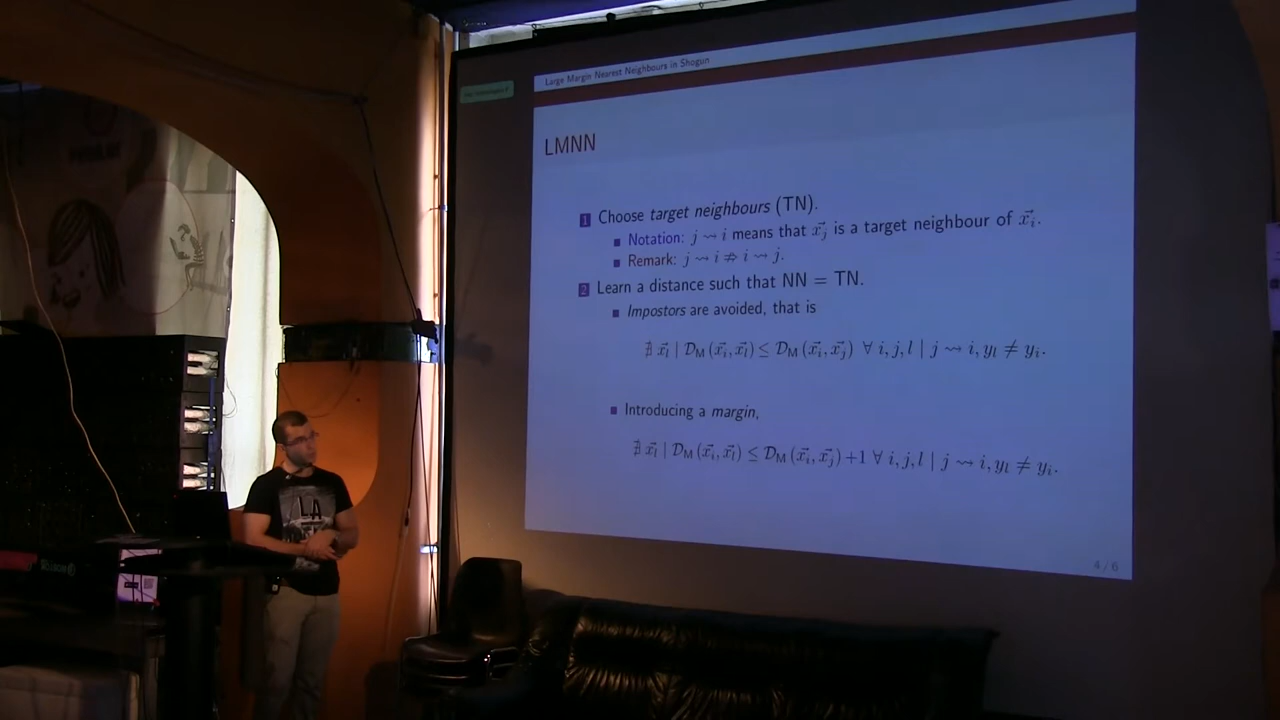 Large Margin Nearest Neighbours in Shogun
LMNN
1 Choose target neighbours (TN).
Notation: j ⇝ i means that x⃗_j is a target neighbour of x⃗_i.
Remark: j ⇝ i ⇏ i ⇝ j.
2 Learn a distance such that NN = TN.
Impostors are avoided, that is
∄ x⃗_l | D_M(x⃗_i, x⃗_l) ≤ D_M(x⃗_i, x⃗_j) ∀ i, j, l | j ⇝ i, y_l ≠ y_i.
Introducing a margin,
∄ x⃗_l | D_M(x⃗_i, x⃗_l) ≤ D_M(x⃗_i, x⃗_j) +1 ∀ i, j, l | j ⇝ i, y_l ≠ y_i.
4 / 6
LA